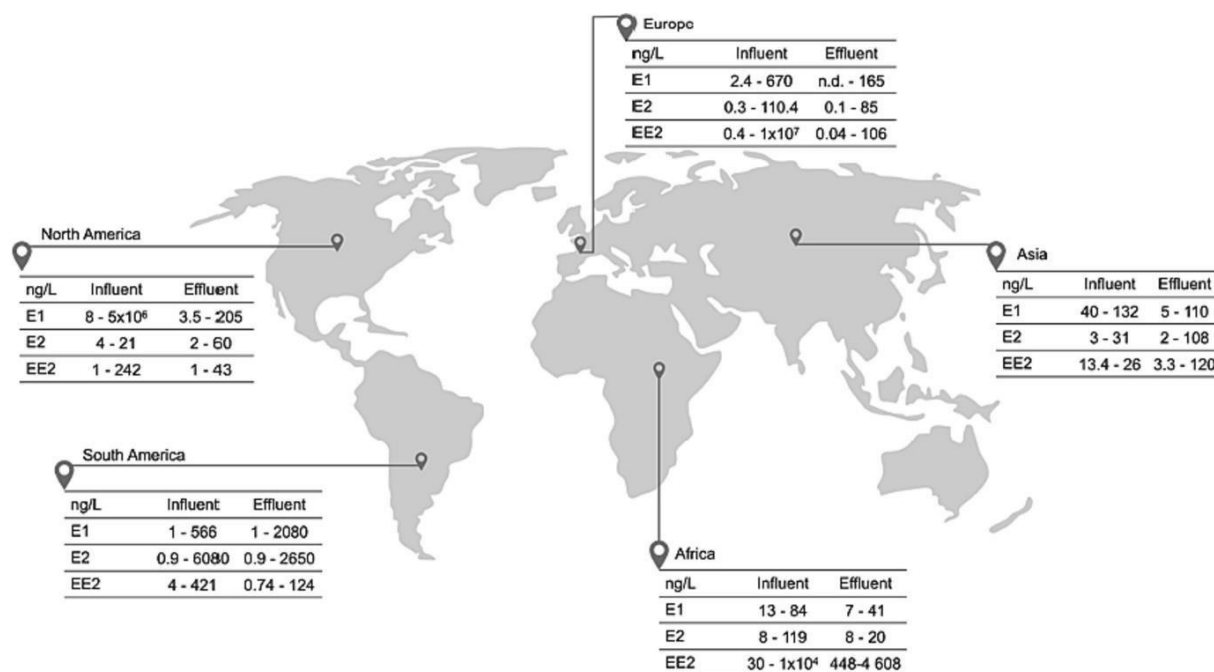 Europe
ng/L Influent Effluent
E1 2.4 - 670 n.d. - 165
E2 0.3 - 110.4 0.1 - 85
EE2 0.4 - 1x10⁷ 0.04 - 106
North America
ng/L Influent Effluent
E1 8 - 5x10⁶ 3.5 - 205
E2 4 - 21 2 - 60
EE2 1 - 242 1 - 43
Asia
ng/L Influent Effluent
E1 40 - 132 5 - 110
E2 3 - 31 2 - 108
EE2 13.4 - 26 3.3 - 120
South America
ng/L Influent Effluent
E1 1 - 566 1 - 2080
E2 0.9 - 6080 0.9 - 2650
EE2 4 - 421 0.74 - 124
Africa
ng/L Influent Effluent
E1 13 - 84 7 - 41
E2 8 - 119 8 - 20
EE2 30 - 1x10⁴ 448-4 608